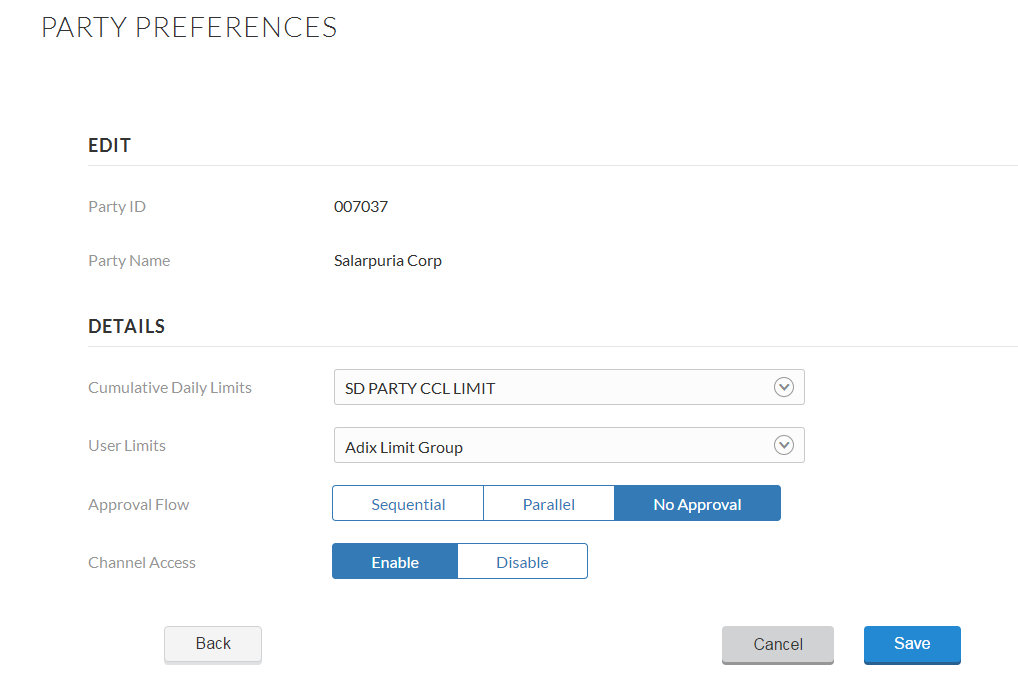 PARTY PREFERENCES
EDIT
Party ID 007037
Party Name Salarpuria Corp
DETAILS
Cumulative Daily Limits SD PARTY CCL LIMIT
User Limits Adix Limit Group
Approval Flow Sequential Parallel No Approval
Channel Access Enable Disable
Back Cancel Save